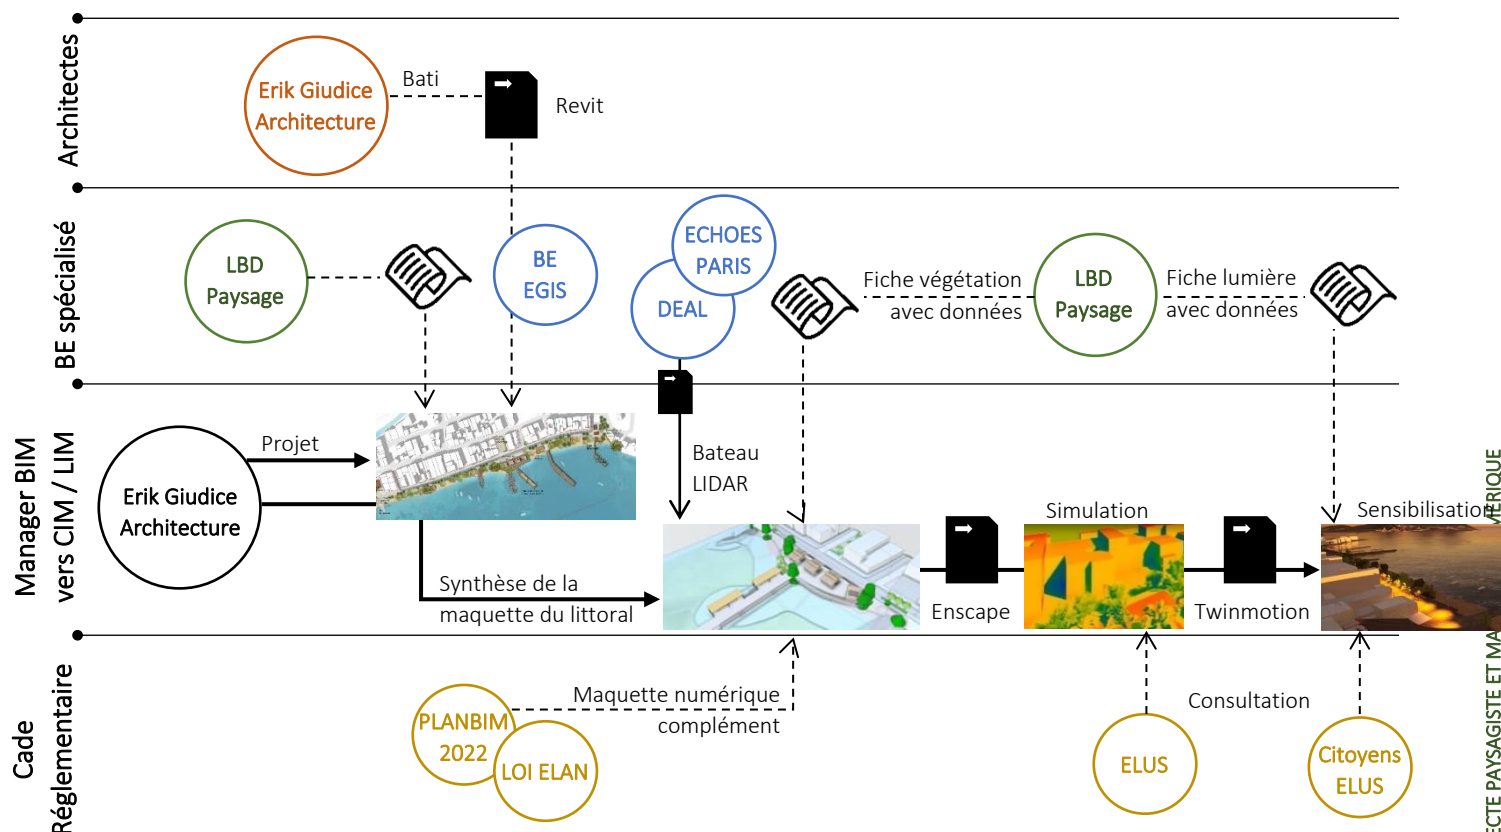 Architectes
Erik Giudice
Architecture
Bati
Revit
BE spécialisé
LBD
Paysage
BE
EGIS
ECHOES
PARIS
DEAL
Fiche végétation
avec données
LBD
Paysage
Fiche lumière
avec données
Manager BIM
vers CIM / LIM
Erik Giudice
Architecture
Projet
Bateau
LIDAR
Synthèse de la
maquette du littoral
Enscape
Simulation
Twinmotion
Sensibilisation
Cade
Réglementaire
PLANBIM
2022
LOI ELAN
Maquette numérique
complément
ELUS
Consultation
Citoyens
ELUS
PAYSAGISTE ET